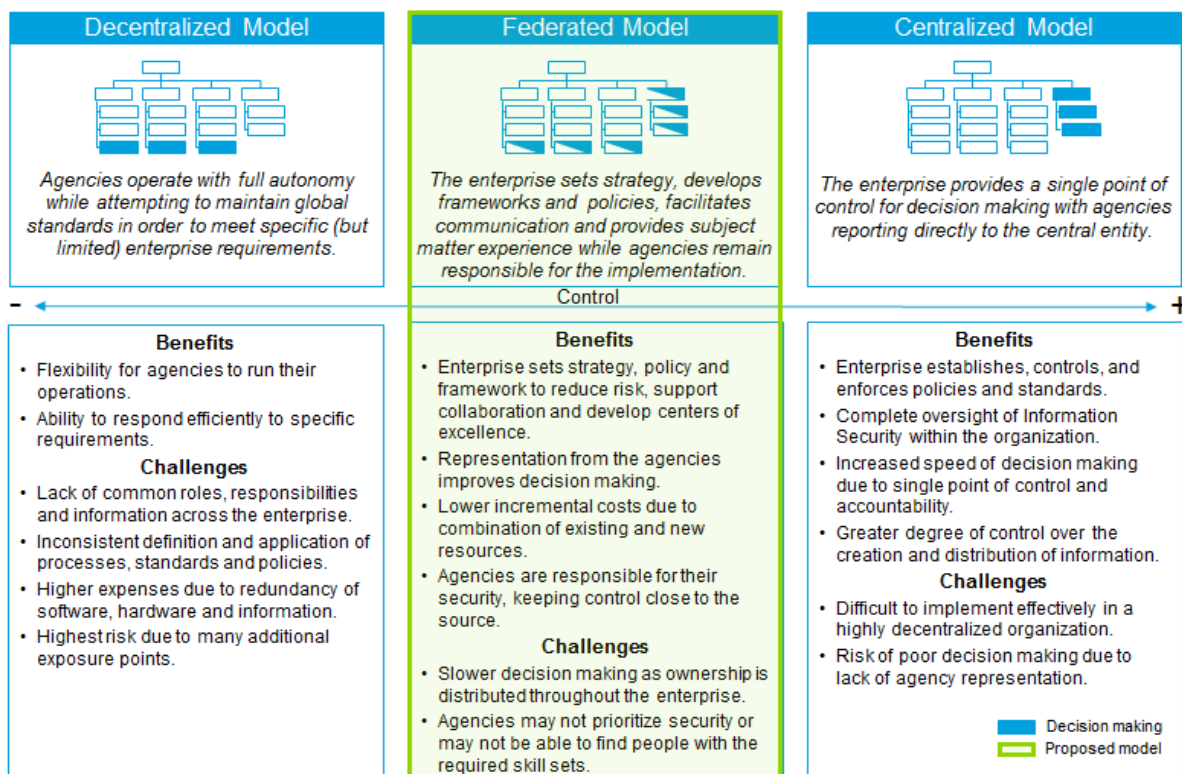 Decentralized Model
Agencies operate with full autonomy
while attempting to maintain global
standards in order to meet specific (but
limited) enterprise requirements.
Federated Model
The enterprise sets strategy, develops
frameworks and policies, facilitates
communication and provides subject
matter experience while agencies remain
responsible for the implementation.
Centralized Model
The enterprise provides a single point of
control for decision making with agencies
reporting directly to the central entity.
-
Control
+
Benefits
• Flexibility for agencies to run their
operations.
• Ability to respond efficiently to specific
requirements.
Challenges
• Lack of common roles, responsibilities
and information across the enterprise.
• Inconsistent definition and application of
processes, standards and policies.
• Higher expenses due to redundancy of
software, hardware and information.
• Highest risk due to many additional
exposure points.
Benefits
• Enterprise sets strategy, policy and
framework to reduce risk, support
collaboration and develop centers of
excellence.
• Representation from the agencies
improves decision making.
• Lower incremental costs due to
combination of existing and new
resources.
• Agencies are responsible for their
security, keeping control close to the
source.
Challenges
• Slower decision making as ownership is
distributed throughout the enterprise.
• Agencies may not prioritize security or
may not be able to find people with the
required skill sets.
Benefits
• Enterprise establishes, controls, and
enforces policies and standards.
• Complete oversight of Information
Security within the organization.
• Increased speed of decision making
due to single point of control and
accountability.
• Greater degree of control over the
creation and distribution of information.
Challenges
• Difficult to implement effectively in a
highly decentralized organization.
• Risk of poor decision making due to
lack of agency representation.
Decision making
Proposed model